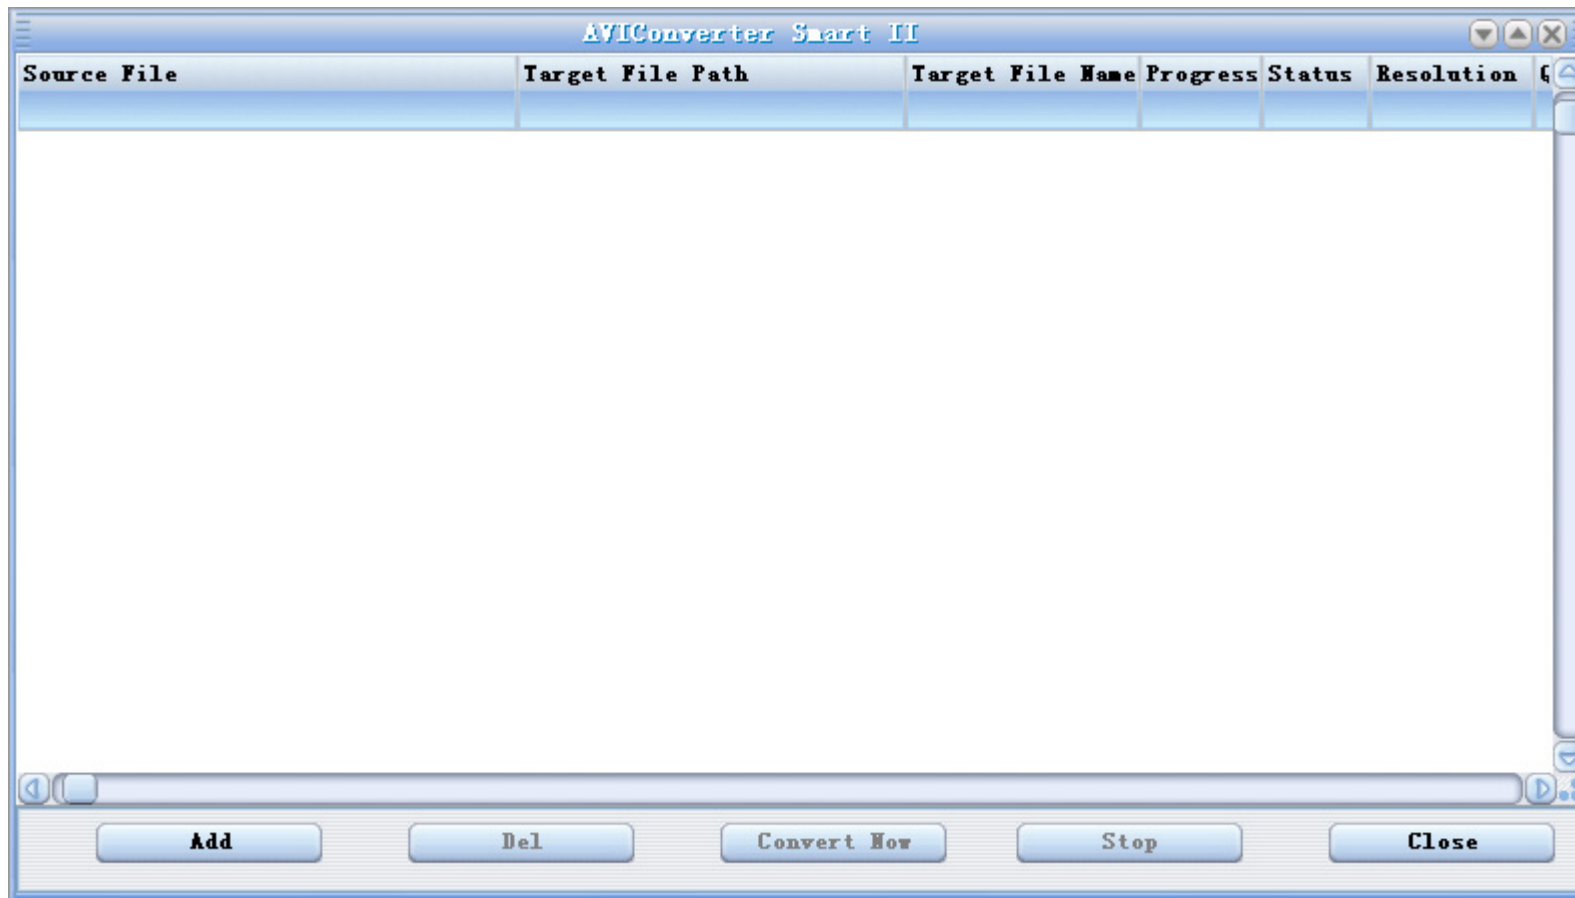 AVIConverter Smart II
Source File Target File Path Target File Name Progress Status Resolution
Add Del Convert Now Stop Close